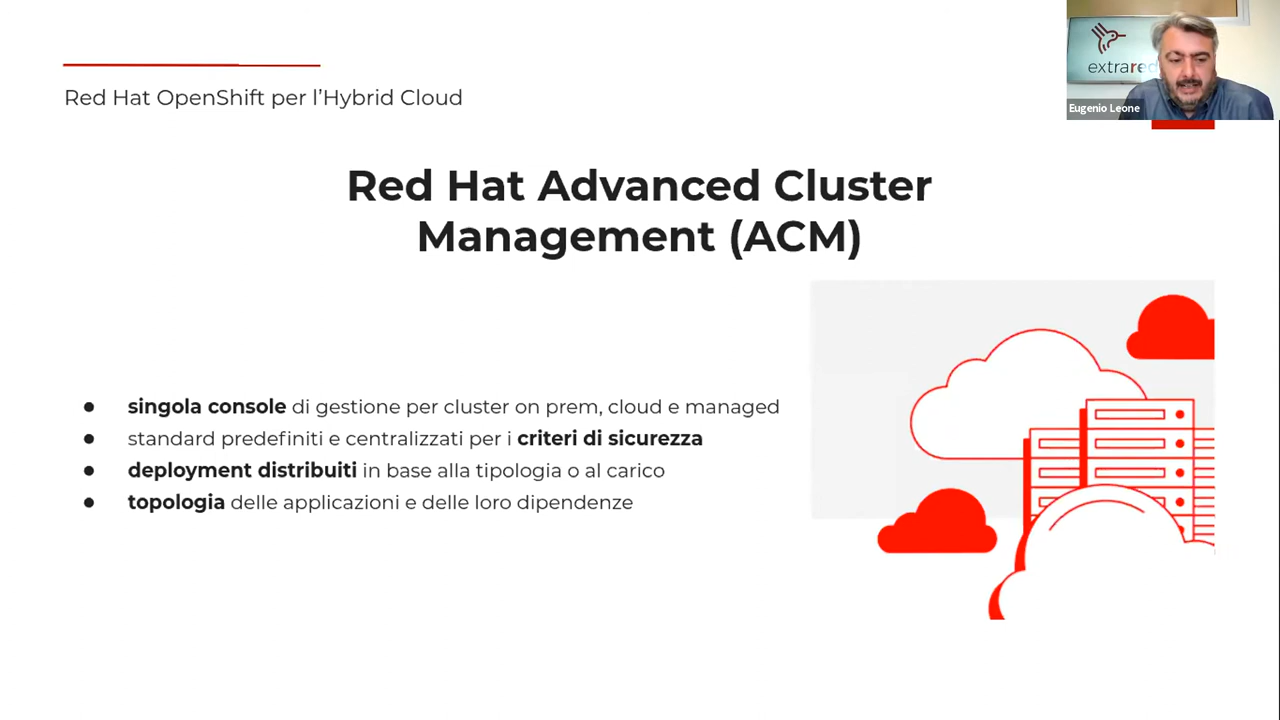 Red Hat OpenShift per l’Hybrid Cloud
extrared
Eugenio Leone
Red Hat Advanced Cluster
Management (ACM)
● singola console di gestione per cluster on prem, cloud e managed
● standard predefiniti e centralizzati per i criteri di sicurezza
● deployment distribuiti in base alla tipologia o al carico
● topologia delle applicazioni e delle loro dipendenze